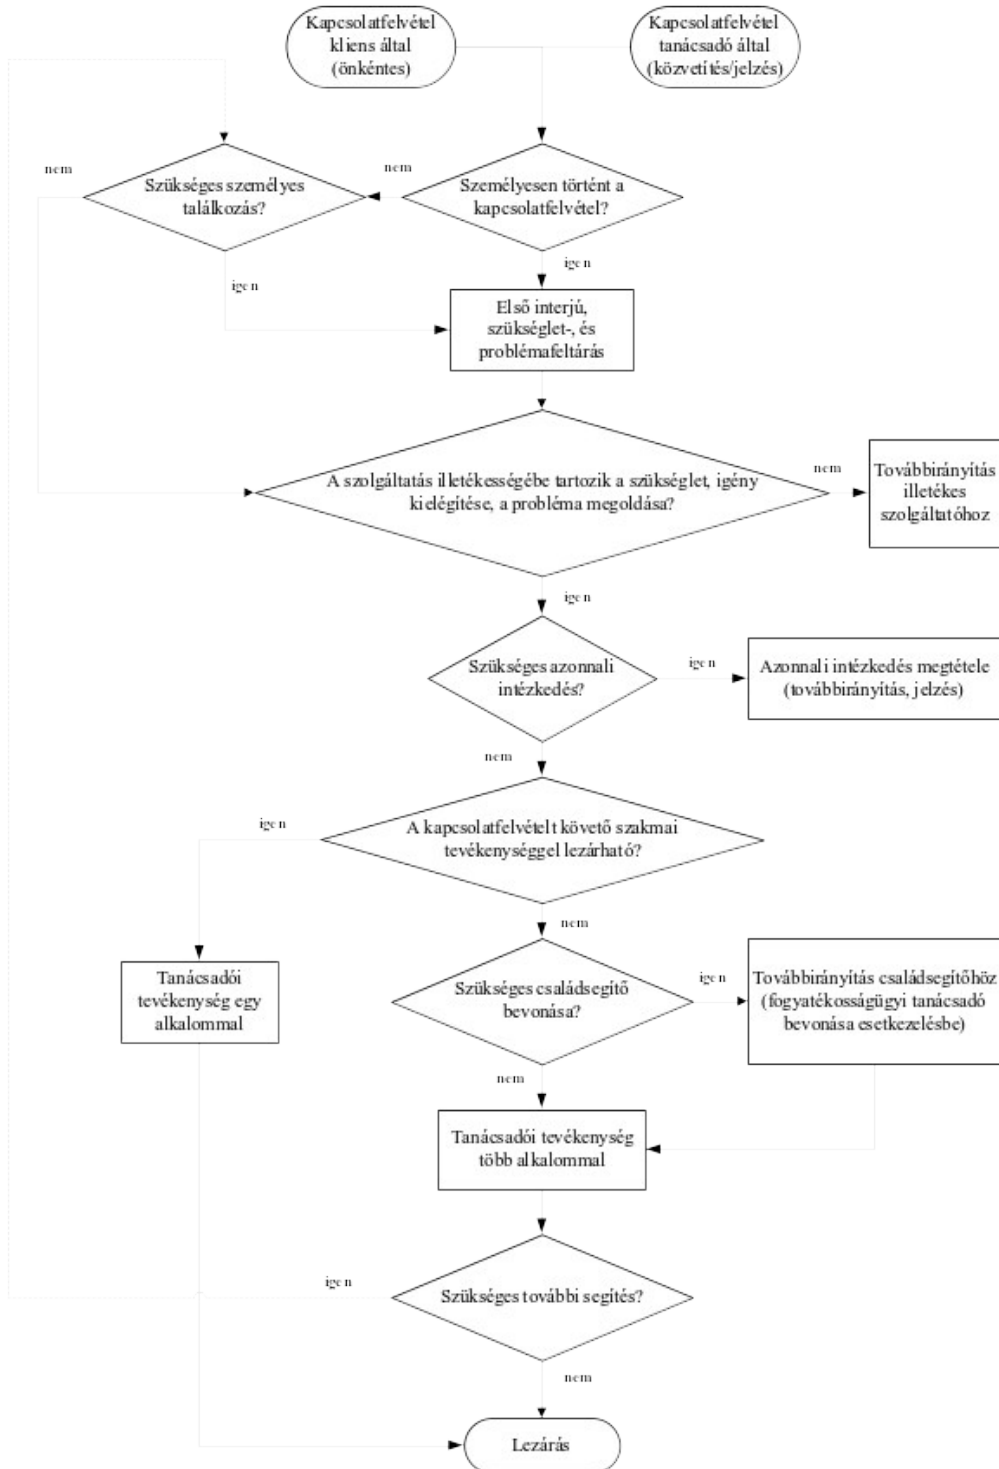 Kapcsolatfelvétel
kliens által
(önkéntes)
Kapcsolatfelvétel
tanácsadó által
(közvetítés/jelzés)
nem
Szükséges személyes
találkozás?
nem
Személyesen történt a
kapcsolatfelvétel?
igen
igen
Első interjú,
szükséglet-, és
problémafeltárás
A szolgáltatás illetékességébe tartozik a szükséglet, igény
kielégítése, a probléma megoldása?
nem
Továbbirányítás
illetékes
szolgáltatóhoz
igen
Szükséges azonnali
intézkedés?
igen
Azonnali intézkedés megtétele
(továbbirányítás, jelzés)
nem
igen
A kapcsolatfelvételt követő szakmai
tevékenységgel lezárható?
nem
Tanácsadói
tevékenység egy
alkalommal
Szükséges családsegítő
bevonása?
igen
Továbbirányítás családsegítőhöz
(fogyatékosságügyi tanácsadó
bevonása esetkezelésbe)
nem
Tanácsadói tevékenység
több alkalommal
igen
Szükséges további segítés?
nem
Lezárás